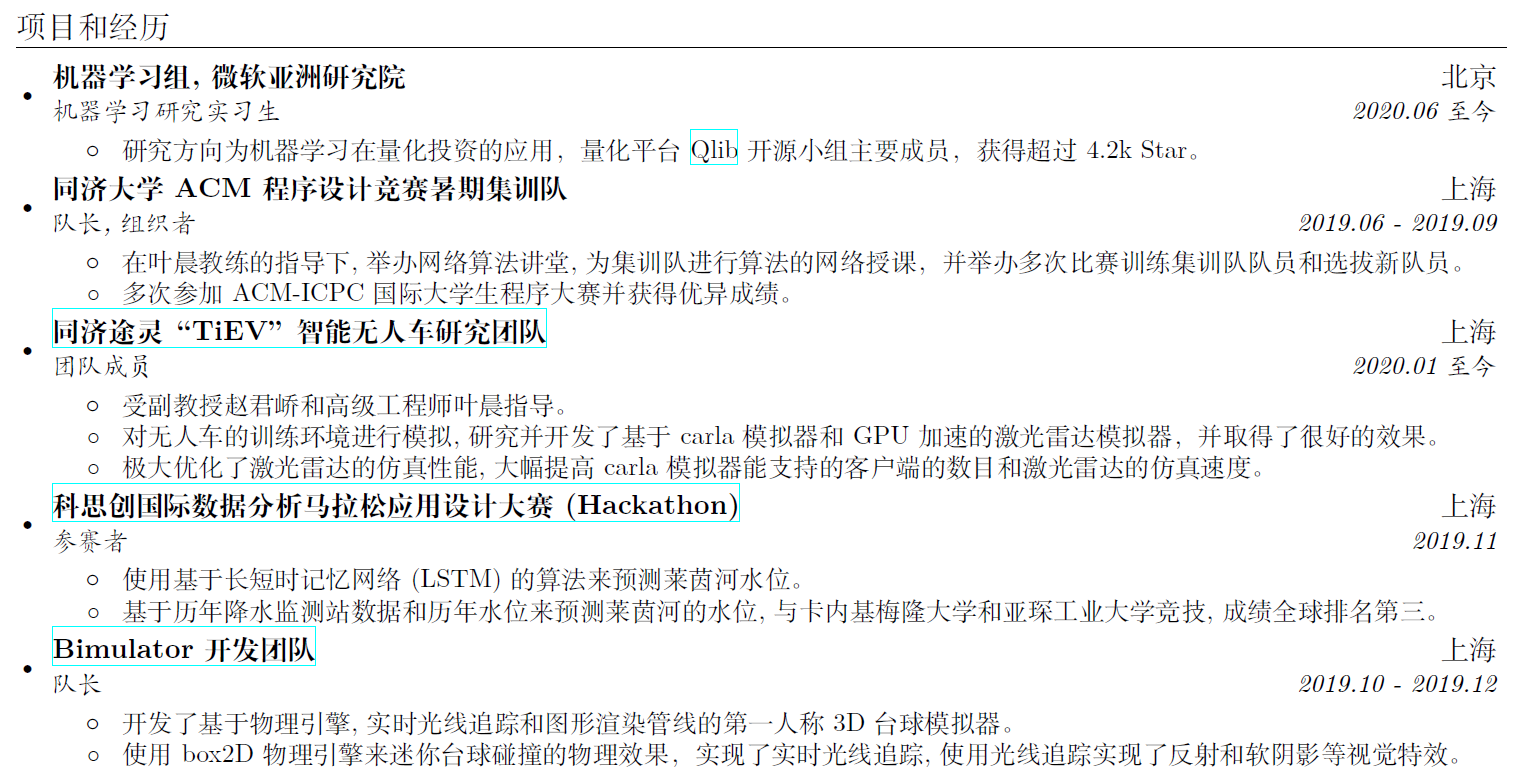 项目和经历
机器学习组, 微软亚洲研究院 北京
机器学习研究实习生 2020.06 至今
研究方向为机器学习在量化投资的应用，量化平台 Qlib 开源小组主要成员，获得超过 4.2k Star。
同济大学 ACM 程序设计竞赛暑期集训队 上海
队长, 组织者 2019.06 - 2019.09
在叶晨教练的指导下, 举办网络算法讲堂, 为集训队进行算法的网络授课，并举办多次比赛训练集训队队员和选拔新队员。
多次参加 ACM-ICPC 国际大学生程序大赛并获得优异成绩。
同济途灵 “TiEV” 智能无人车研究团队 上海
团队成员 2020.01 至今
受副教授赵君峤和高级工程师叶晨指导。
对无人车的训练环境进行模拟, 研究并开发了基于 carla 模拟器和 GPU 加速的激光雷达模拟器，并取得了很好的效果。
极大优化了激光雷达的仿真性能, 大幅提高 carla 模拟器能支持的客户端的数目和激光雷达的仿真速度。
科思创国际数据分析马拉松应用设计大赛 (Hackathon) 上海
参赛者 2019.11
使用基于长短时记忆网络 (LSTM) 的算法来预测莱茵河水位。
基于历年降水监测站数据和历年水位来预测莱茵河的水位, 与卡内基梅隆大学和亚琛工业大学竞技, 成绩全球排名第三。
Bimulator 开发团队 上海
队长 2019.10 - 2019.12
开发了基于物理引擎, 实时光线追踪和图形渲染管线的第一人称 3D 台球模拟器。
使用 box2D 物理引擎来迷你台球碰撞的物理效果，实现了实时光线追踪, 使用光线追踪实现了反射和软阴影等视觉特效。